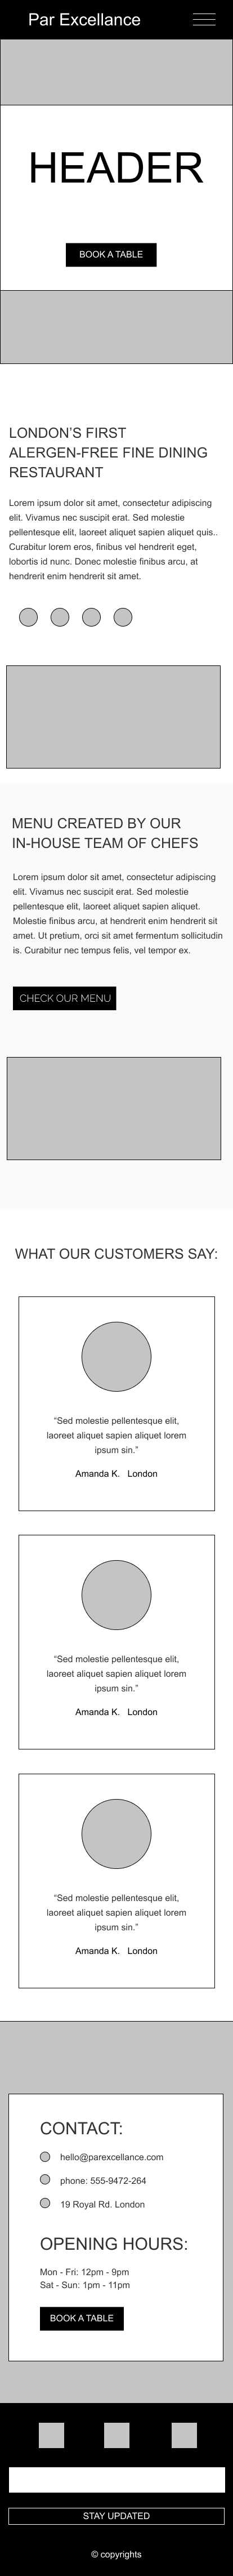 Par Excellance
HEADER
BOOK A TABLE
LONDON'S FIRST
ALERGEN-FREE FINE DINING
RESTAURANT
Lorem ipsum dolor sit amet, consectetur adipiscing
elit. Vivamus nec suscipit erat. Sed molestie
pellentesque elit, laoreet aliquet sapien aliquet quis..
Curabitur lorem eros, finibus vel hendrerit eget,
lobortis id nunc. Donec molestie finibus arcu, at
hendrerit enim hendrerit sit amet.
MENU CREATED BY OUR
IN-HOUSE TEAM OF CHEFS
Lorem ipsum dolor sit amet, consectetur adipiscing
elit. Vivamus nec suscipit erat. Sed molestie
pellentesque elit, laoreet aliquet sapien aliquet.
Molestie finibus arcu, at hendrerit enim hendrerit sit
amet. Ut pretium, orci sit amet fermentum sollicitudin
is. Curabitur nec tempus felis, vel tempor ex.
CHECK OUR MENU
WHAT OUR CUSTOMERS SAY:
“Sed molestie pellentesque elit,
laoreet aliquet sapien aliquet lorem
ipsum sin.”
Amanda K. London
“Sed molestie pellentesque elit,
laoreet aliquet sapien aliquet lorem
ipsum sin.”
Amanda K. London
“Sed molestie pellentesque elit,
laoreet aliquet sapien aliquet lorem
ipsum sin.”
Amanda K. London
CONTACT:
hello@parexcellance.com
phone: 555-9472-264
19 Royal Rd. London
OPENING HOURS:
Mon - Fri: 12pm - 9pm
Sat - Sun: 1pm - 11pm
BOOK A TABLE
STAY UPDATED
© copyrights